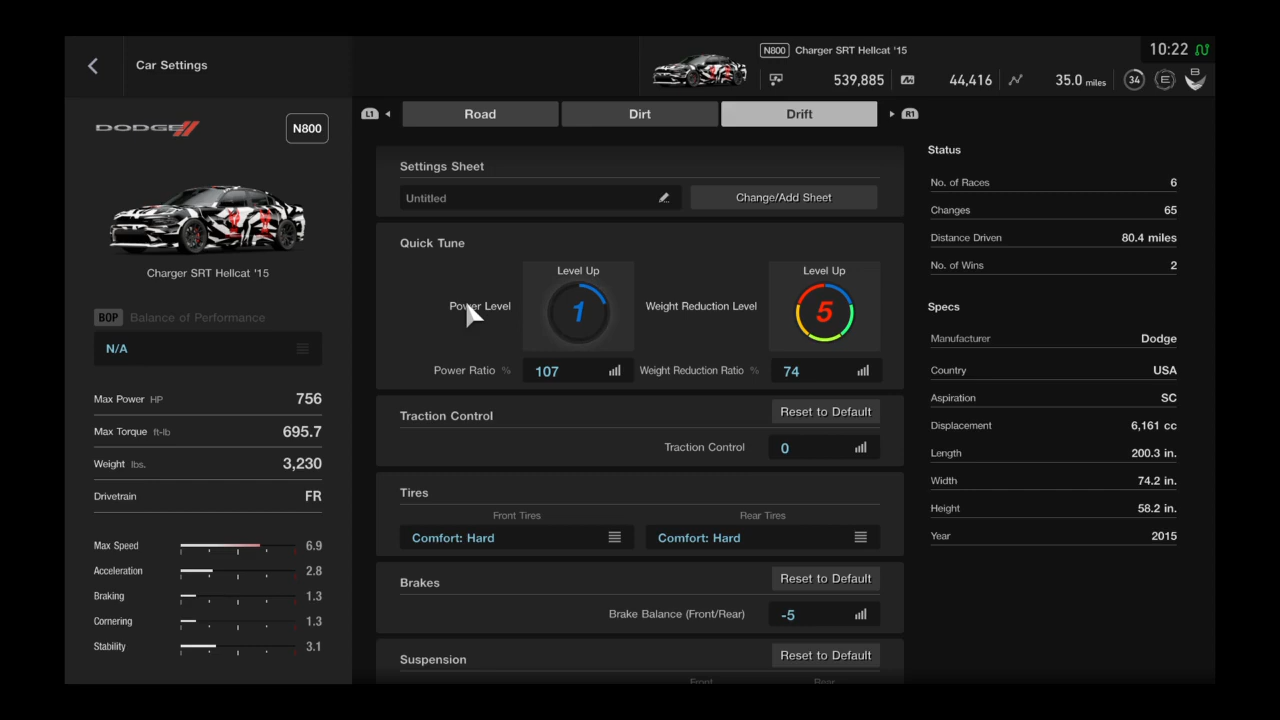 Car Settings
N800 Charger SRT Hellcat '15
10:22
539,885
44,416
35.0 miles
34
E
B
DODGE
N800
Charger SRT Hellcat '15
BOP Balance of Performance
N/A
Max Power HP 756
Max Torque ft-lb 695.7
Weight lbs. 3,230
Drivetrain FR
Max Speed 6.9
Acceleration 2.8
Braking 1.3
Cornering 1.3
Stability 3.1
L1 Road Dirt Drift R1
Settings Sheet
Untitled Change/Add Sheet
Quick Tune
Level Up Level Up
Power Level 1 Weight Reduction Level 5
Power Ratio % 107 Weight Reduction Ratio % 74
Traction Control Reset to Default
Traction Control 0
Tires
Front Tires Rear Tires
Comfort: Hard Comfort: Hard
Brakes Reset to Default
Brake Balance (Front/Rear) -5
Suspension Reset to Default
Front Rear
Status
No. of Races 6
Changes 65
Distance Driven 80.4 miles
No. of Wins 2
Specs
Manufacturer Dodge
Country USA
Aspiration SC
Displacement 6,161 cc
Length 200.3 in.
Width 74.2 in.
Height 58.2 in.
Year 2015